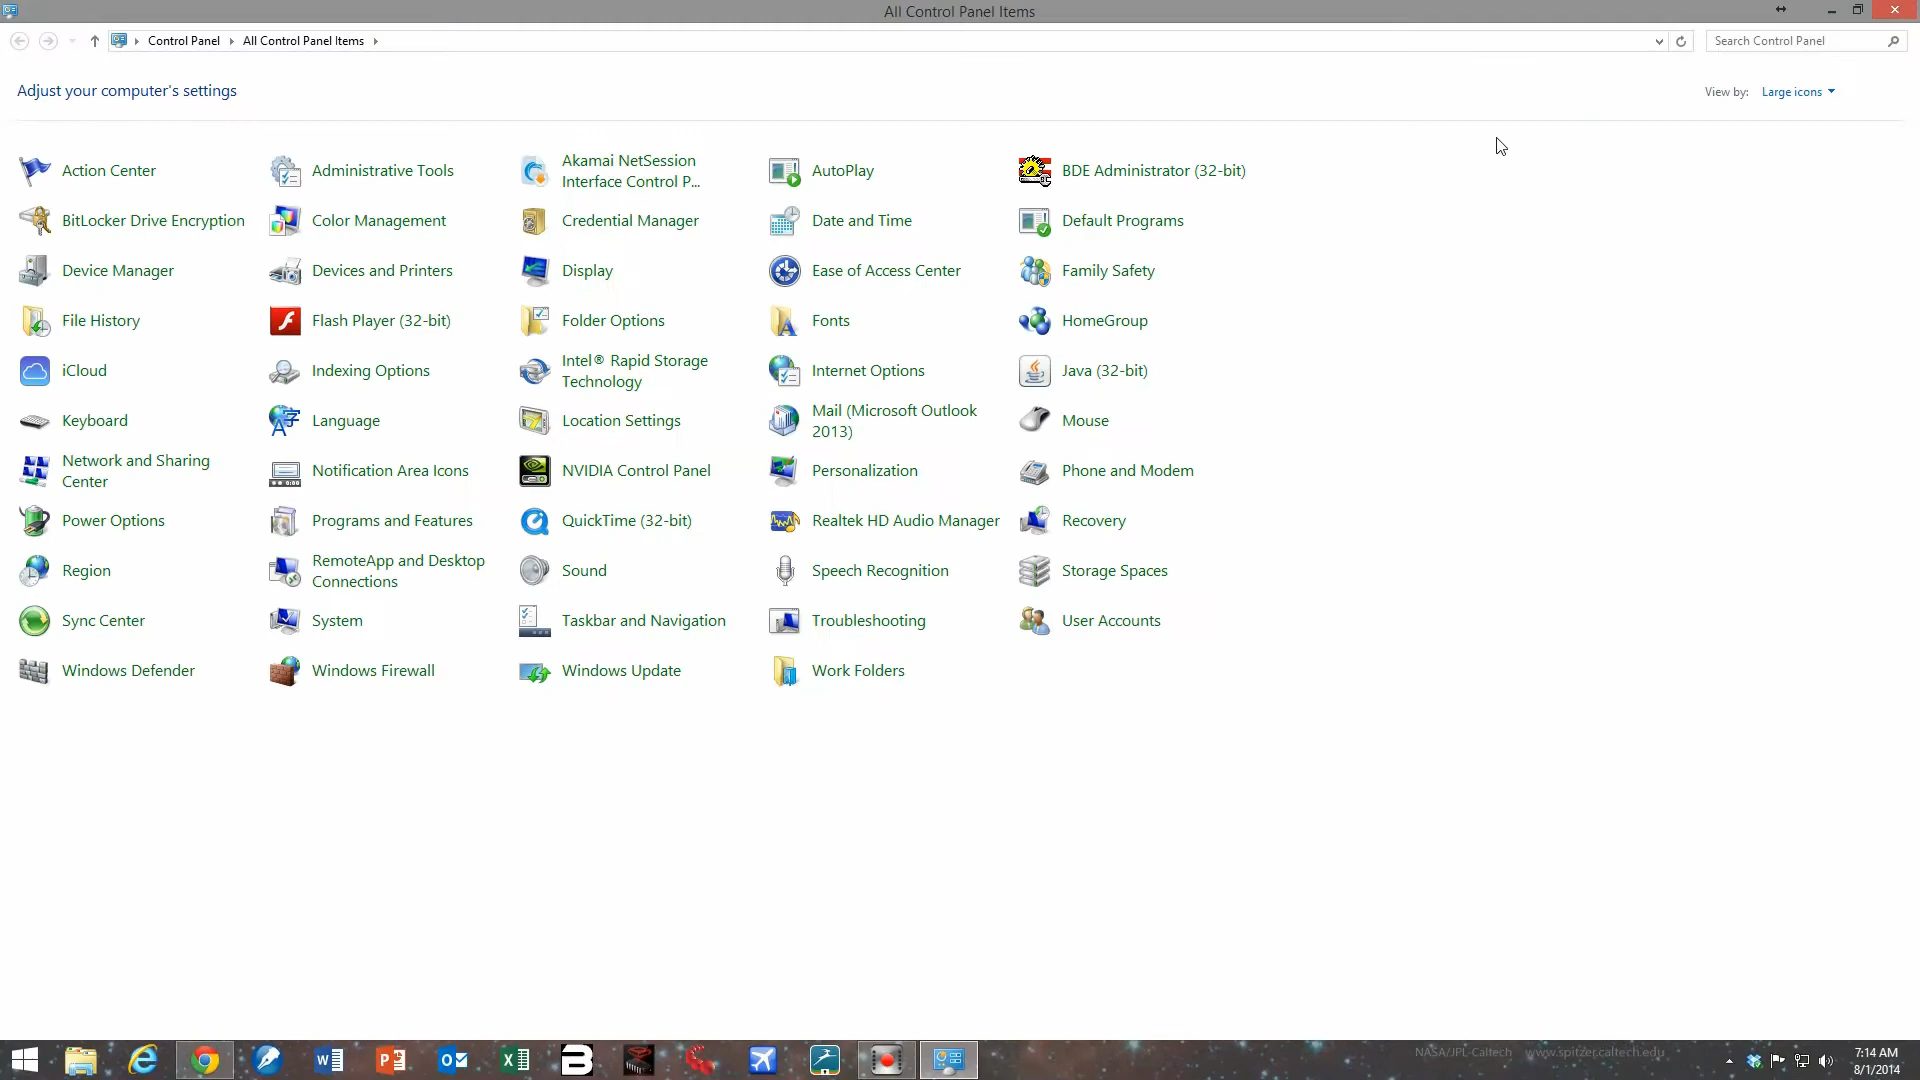 All Control Panel Items
Control Panel
All Control Panel Items
Search Control Panel
Adjust your computer's settings
View by:
Large icons
Action Center
Administrative Tools
Akamai NetSession
Interface Control P...
AutoPlay
BDE Administrator (32-bit)
BitLocker Drive Encryption
Color Management
Credential Manager
Date and Time
Default Programs
Device Manager
Devices and Printers
Display
Ease of Access Center
Family Safety
File History
Flash Player (32-bit)
Folder Options
Fonts
HomeGroup
iCloud
Indexing Options
Intel® Rapid Storage
Technology
Internet Options
Java (32-bit)
Keyboard
Language
Location Settings
Mail (Microsoft Outlook
2013)
Mouse
Network and Sharing
Center
Notification Area Icons
NVIDIA Control Panel
Personalization
Phone and Modem
Power Options
Programs and Features
QuickTime (32-bit)
Realtek HD Audio Manager
Recovery
Region
RemoteApp and Desktop
Connections
Sound
Speech Recognition
Storage Spaces
Sync Center
System
Taskbar and Navigation
Troubleshooting
User Accounts
Windows Defender
Windows Firewall
Windows Update
Work Folders
NASA/JPL-Caltech
www.spitzer.caltech.edu
7:14 AM
8/1/2014